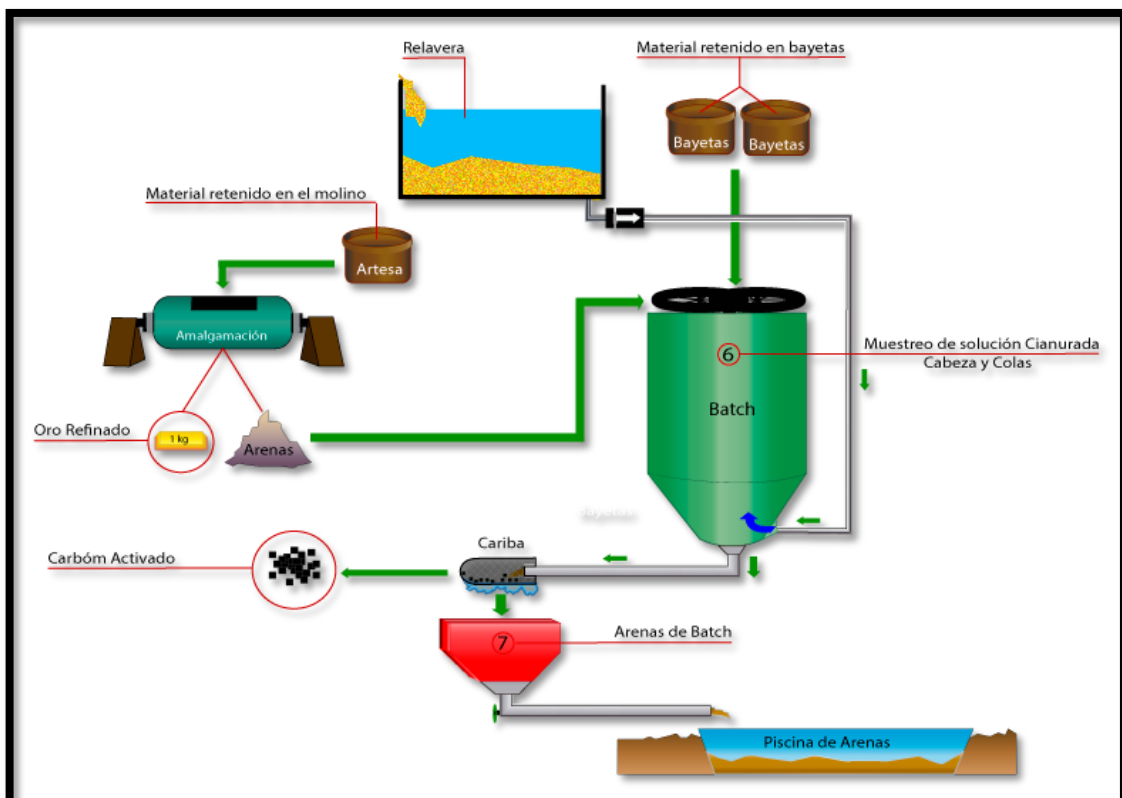 Relavera
Material retenido en bayetas
Bayetas
Bayetas
Material retenido en el molino
Artesa
Amalgamación
6
Muestreo de solución Cianurada
Cabeza y Colas
Batch
Oro Refinado
1 kg
Arenas
Bayetas
Cariba
Carbóm Activado
7
Arenas de Batch
Piscina de Arenas